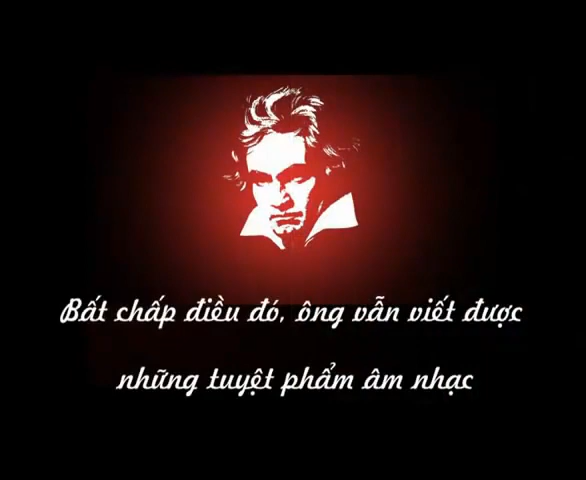 Bất chấp điều đó, ông vẫn viết được
những tuyệt phẩm âm nhạc